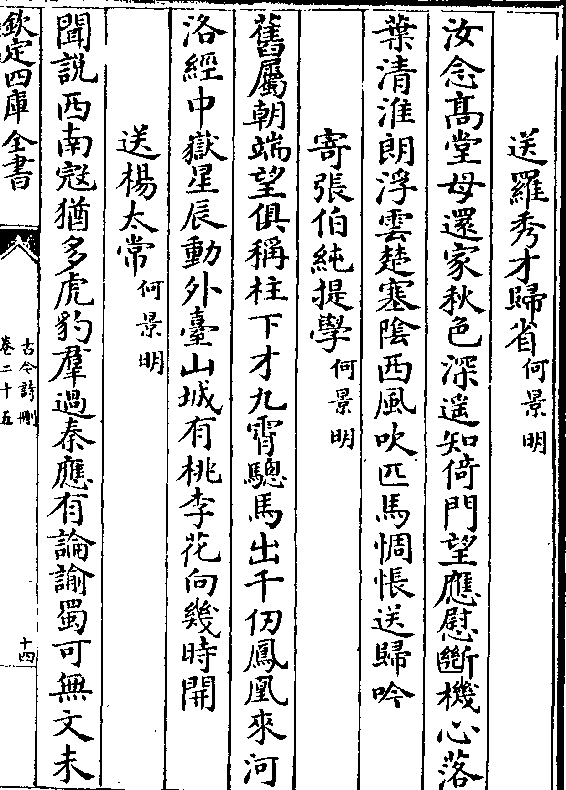 送羅秀才歸省何景明
汝念髙堂母還家秋色深遥知倚門望應慰斷機心落
葉清淮朗浮雲楚塞陰西風吹匹馬惆悵送歸吟
寄張伯純提學何景明
舊屬朝端望俱稱柱下才九霄驄馬出千仞鳳凰來河
洛經中嶽星辰動外臺山城有桃李花向幾時開
送楊太常何景明
聞説西南冦猶多虎豹羣過秦應有論諭蜀可無文未
欽定四庫全書
古今詩刪
卷二十五
十四